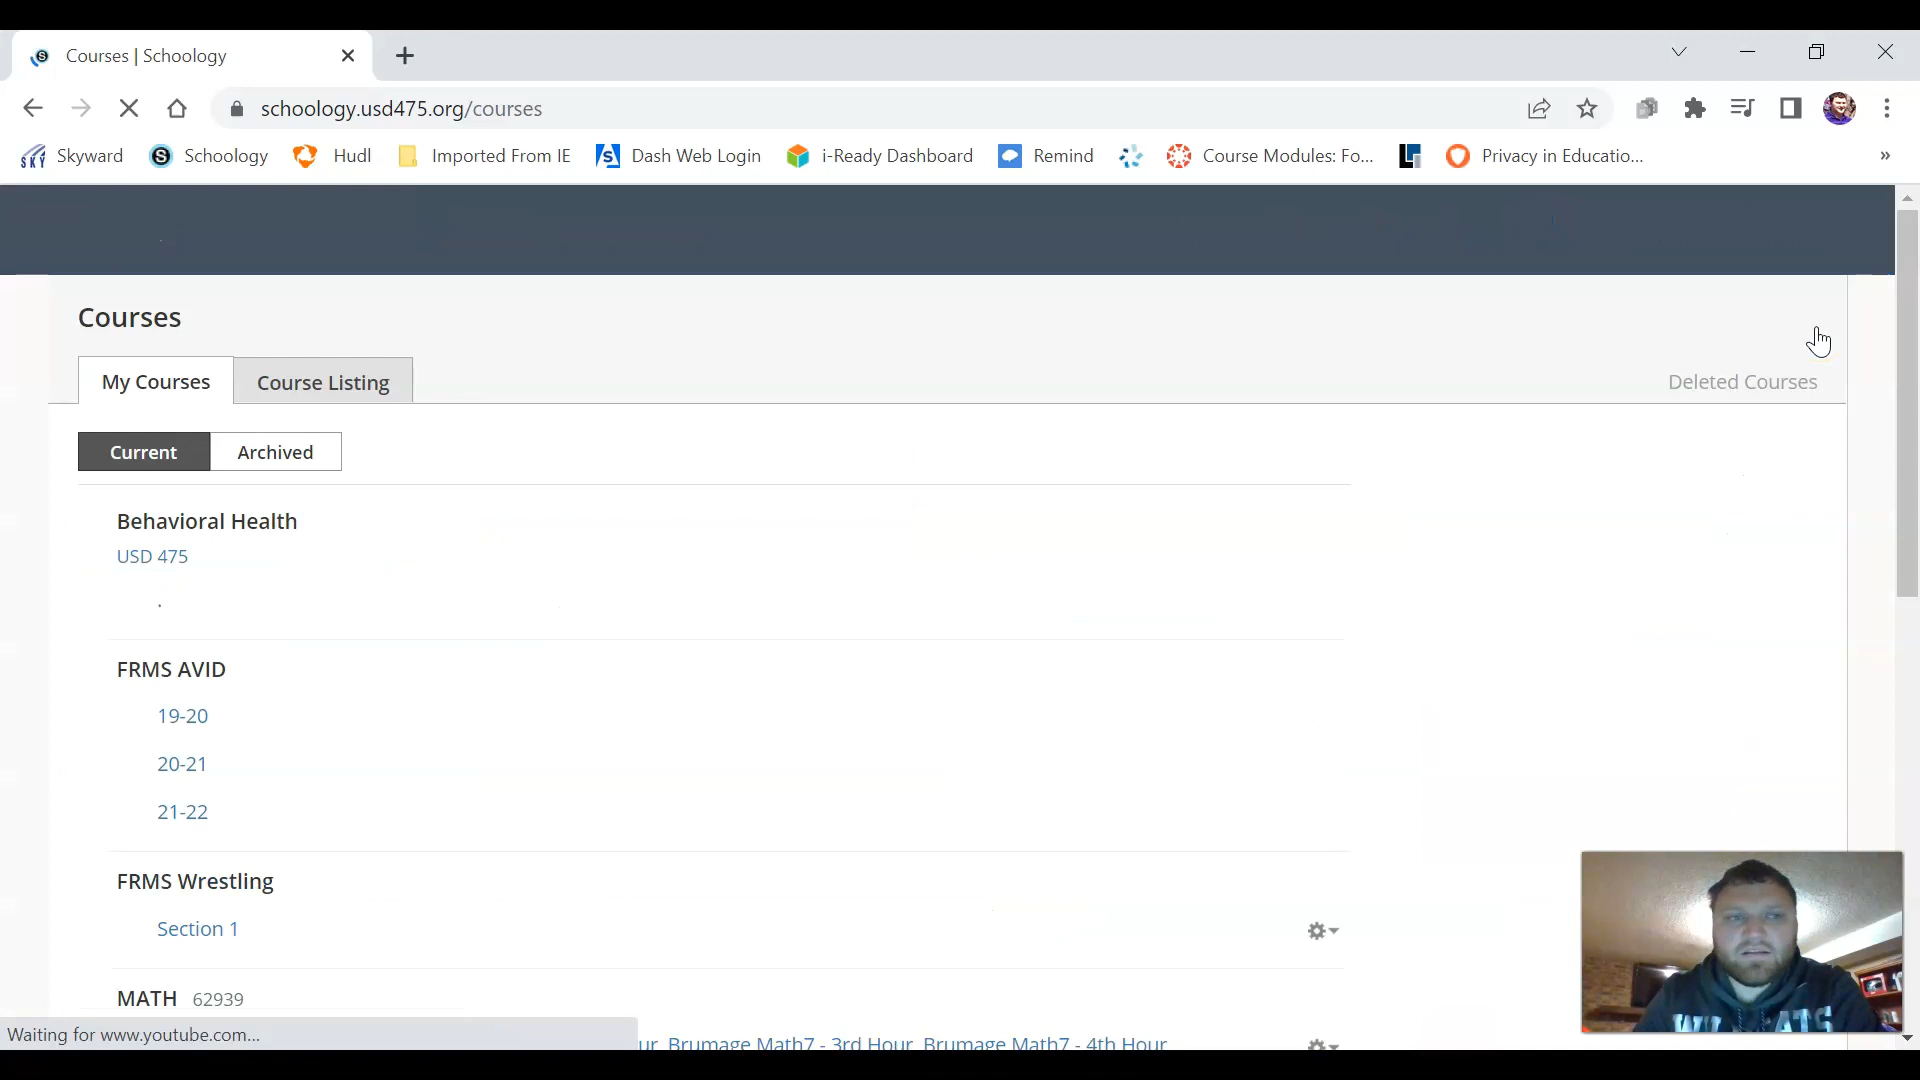 Courses | Schoology
schoology.usd475.org/courses
Skyward Schoology Hudl Imported From IE Dash Web Login i-Ready Dashboard Remind Course Modules: Fo... Privacy in Educatio... »
Courses
My Courses Course Listing Deleted Courses
Current Archived
Behavioral Health
USD 475
.
FRMS AVID
19-20
20-21
21-22
FRMS Wrestling
Section 1
MATH 62939
ur, Brumage Math7 - 3rd Hour, Brumage Math7 - 4th Hour
Waiting for www.youtube.com...